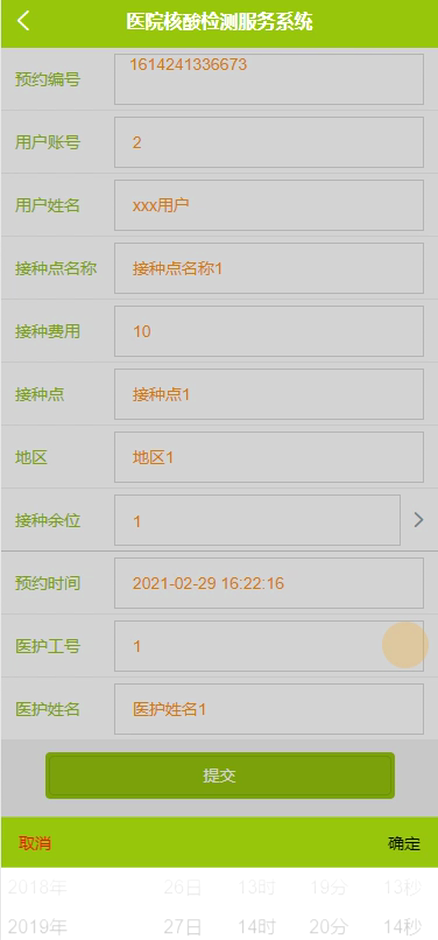 医院核酸检测服务系统
预约编号 1614241336673
用户账号 2
用户姓名 xxx用户
接种点名称 接种点名称1
接种费用 10
接种点 接种点1
地区 地区1
接种余位 1
预约时间 2021-02-29 16:22:16
医护工号 1
医护姓名 医护姓名1
提交
取消 确定
2018年 26日 13时 19分 13秒
2019年 27日 14时 20分 14秒